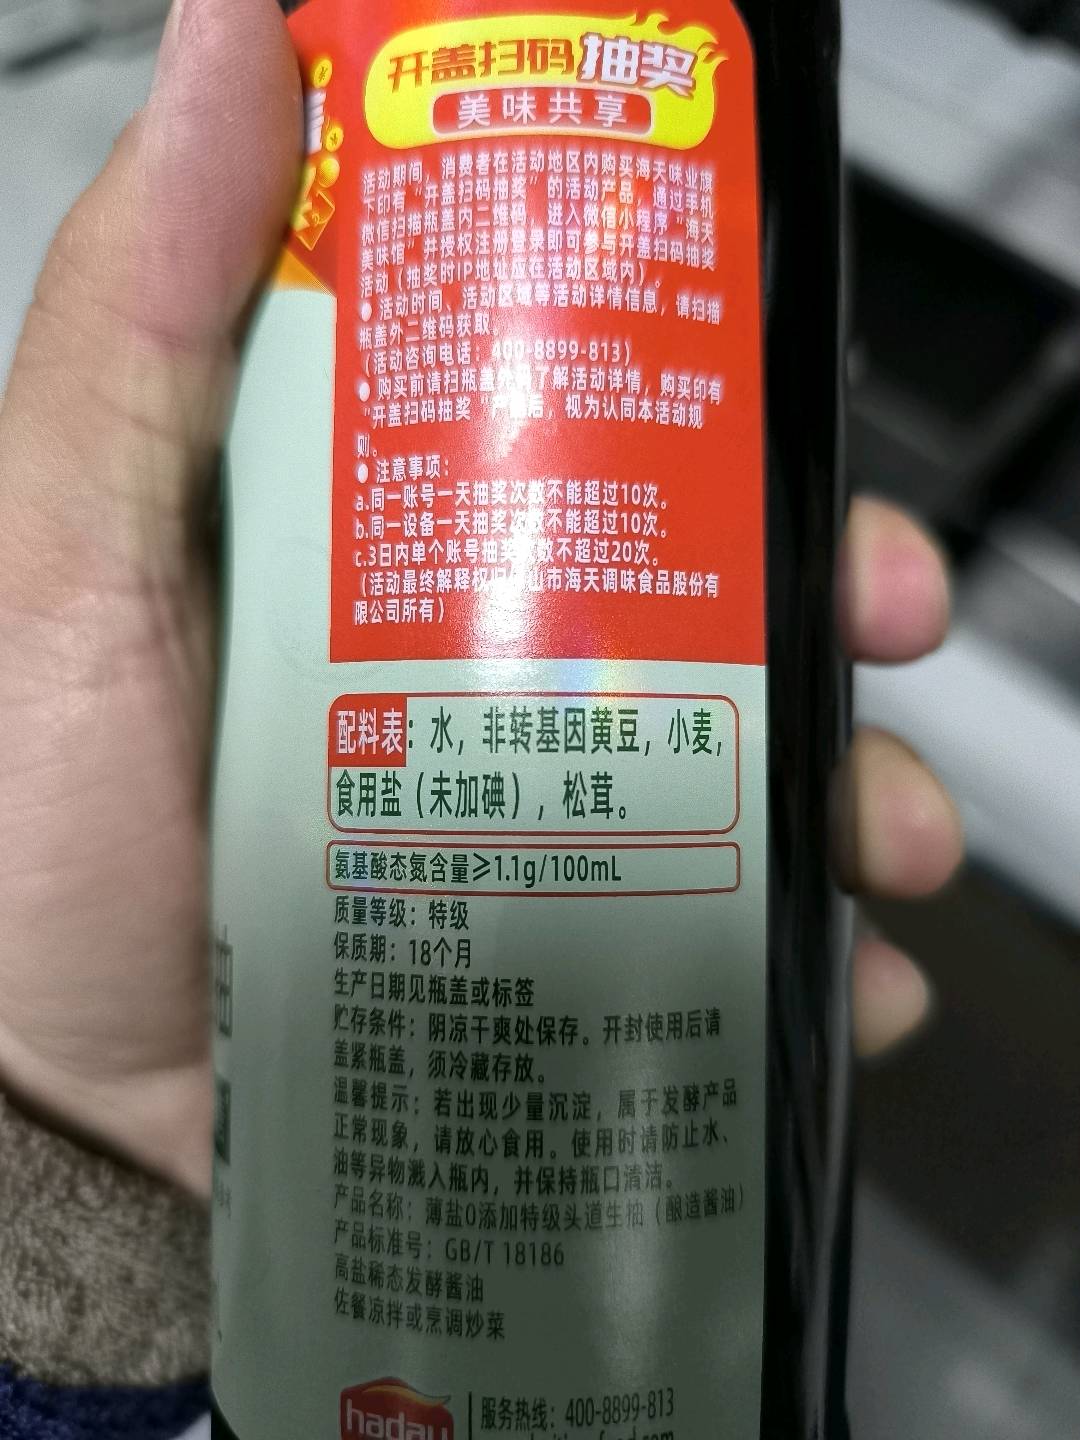 开盖扫码抽奖
美味共享
活动期间，消费者在活动地区内购买海天味业旗
下印有“开盖扫码抽奖”的活动产品，通过手机
微信扫描瓶盖内二维码，进入微信小程序“海天
美味馆”并授权注册登录即可参与开盖扫码抽奖
活动（抽奖时IP地址应在活动区域内）。
● 活动时间、活动区域等活动详情信息，请扫描
瓶盖外二维码获取。
（活动咨询电话：400-8899-813）
● 购买前请扫瓶盖 了解活动详情，购买印有
“开盖扫码抽奖”产品后，视为认同本活动规
则。
● 注意事项：
a.同一账号一天抽奖次数不能超过10次。
b.同一设备一天抽奖次数不能超过10次。
c.3日内单个账号抽奖次数不超过20次。
（活动最终解释权归佛山市海天调味食品股份有
限公司所有）
配料表：水，非转基因黄豆，小麦，
食用盐（未加碘），松茸。
氨基酸态氮含量≥1.1g/100mL
质量等级：特级
保质期：18个月
生产日期见瓶盖或标签
贮存条件：阴凉干爽处保存。开封使用后请
盖紧瓶盖，须冷藏存放。
温馨提示：若出现少量沉淀，属于发酵产品
正常现象，请放心食用。使用时请防止水、
油等异物溅入瓶内，并保持瓶口清洁。
产品名称：薄盐0添加特级头道生抽（酿造酱油）
产品标准号：GB/T 18186
高盐稀态发酵酱油
佐餐凉拌或烹调炒菜
haday
服务热线：400-8899-813